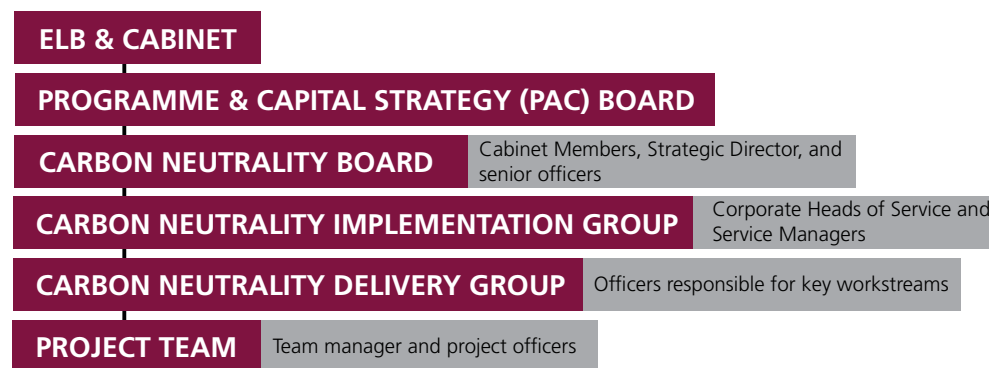 ELB & CABINET
PROGRAMME & CAPITAL STRATEGY (PAC) BOARD
CARBON NEUTRALITY BOARD
Cabinet Members, Strategic Director, and
senior officers
CARBON NEUTRALITY IMPLEMENTATION GROUP
Corporate Heads of Service and
Service Managers
CARBON NEUTRALITY DELIVERY GROUP
Officers responsible for key workstreams
PROJECT TEAM
Team manager and project officers